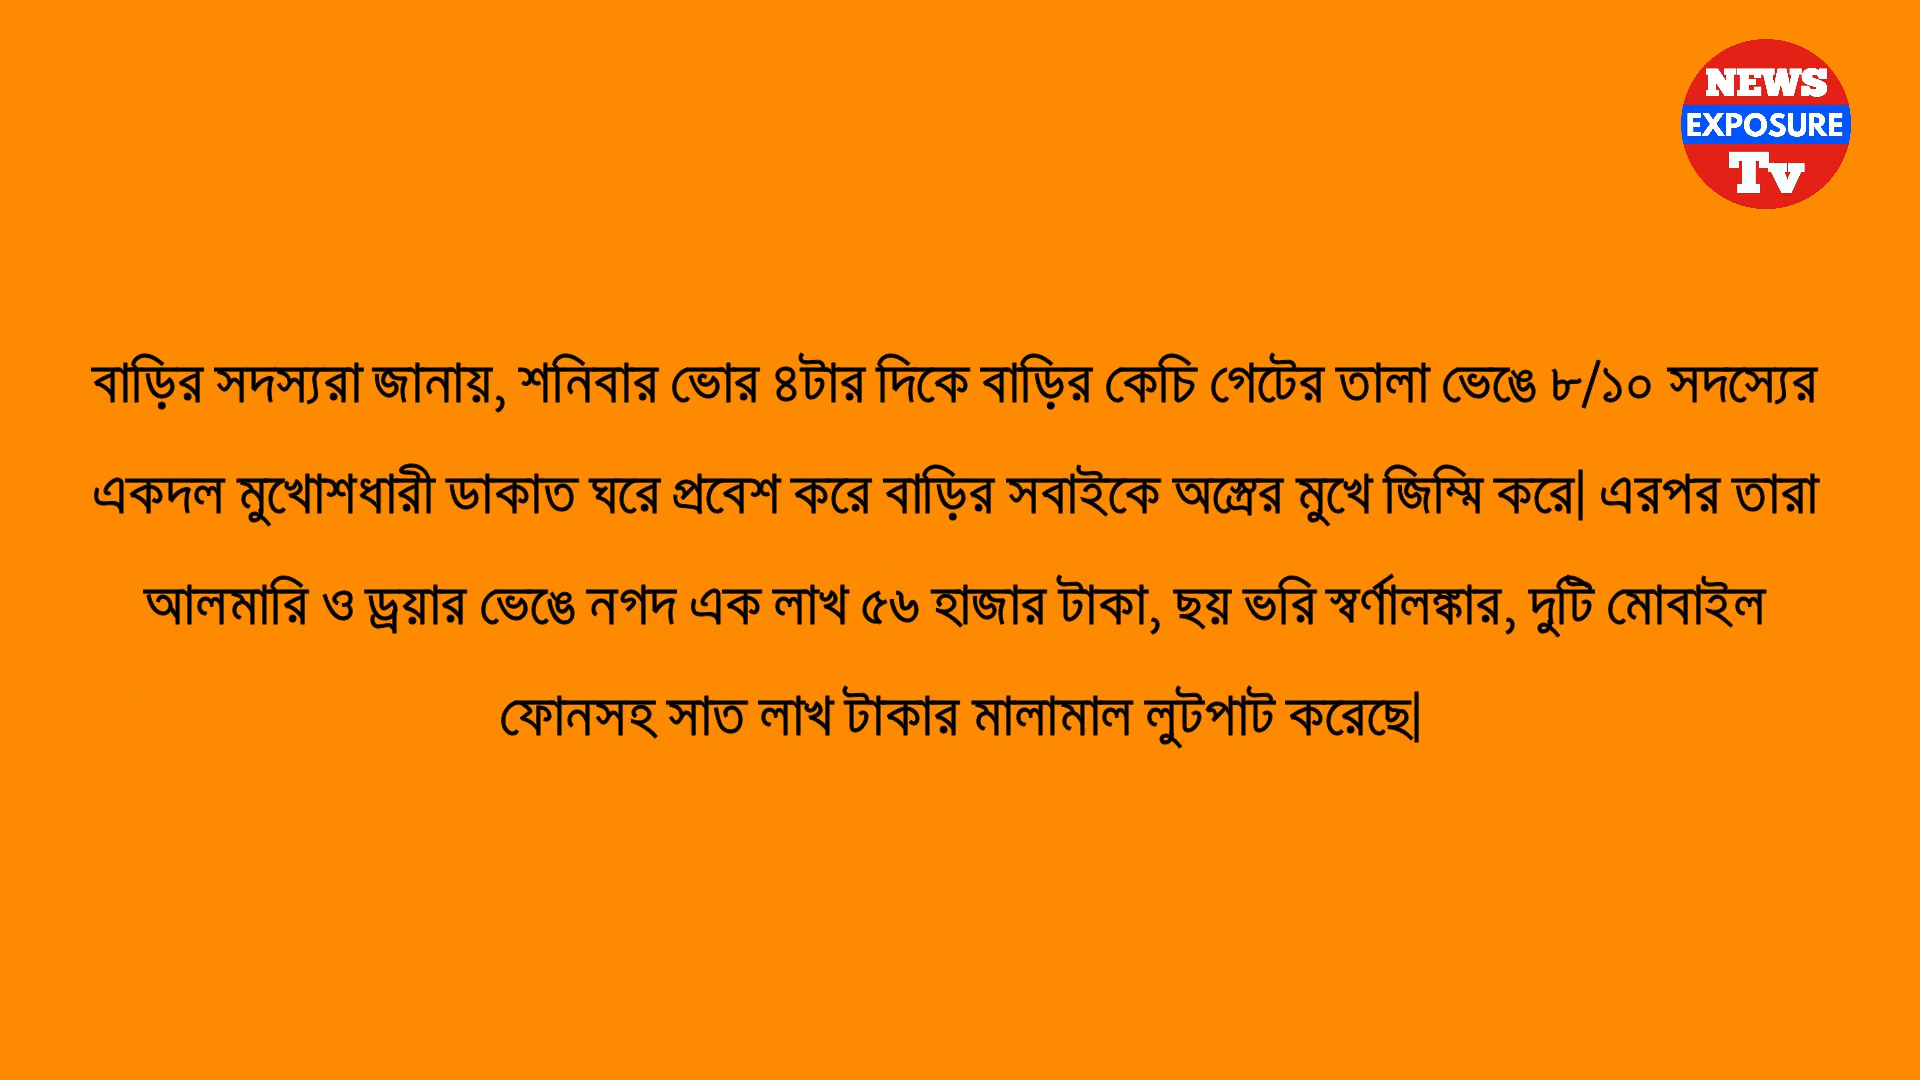 NEWS
EXPOSURE
Tv
বাড়ির সদস্যরা জানায়, শনিবার ভোর ৪টার দিকে বাড়ির কেচি গেটের তালা ভেঙে ৮/১০ সদস্যের
একদল মুখোশধারী ডাকাত ঘরে প্রবেশ করে বাড়ির সবাইকে অস্ত্রের মুখে জিম্মি করে| এরপর তারা
আলমারি ও ড্রয়ার ভেঙে নগদ এক লাখ ৫৬ হাজার টাকা, ছয় ভরি স্বর্ণালঙ্কার, দুটি মোবাইল
ফোনসহ সাত লাখ টাকার মালামাল লুটপাট করেছে|